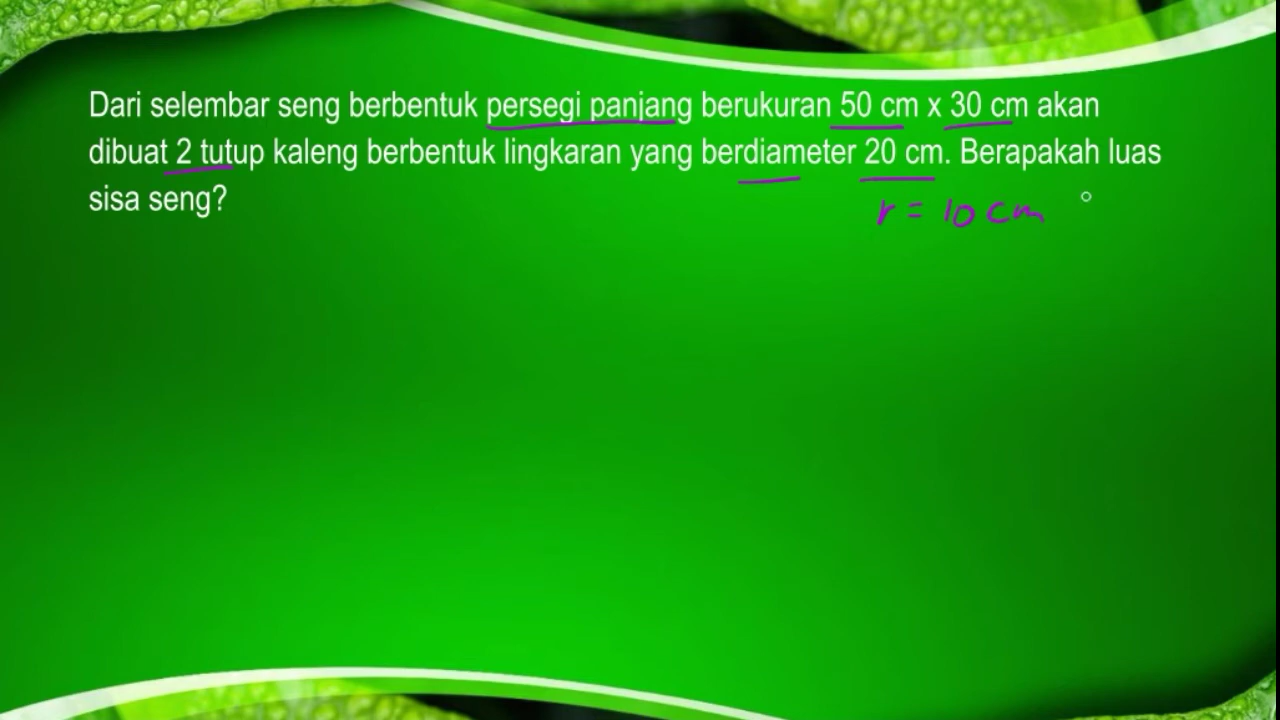 Dari selembar seng berbentuk persegi panjang berukuran 50 cm x 30 cm akan
dibuat 2 tutup kaleng berbentuk lingkaran yang berdiameter 20 cm. Berapakah luas
sisa seng?
r = 10 cm